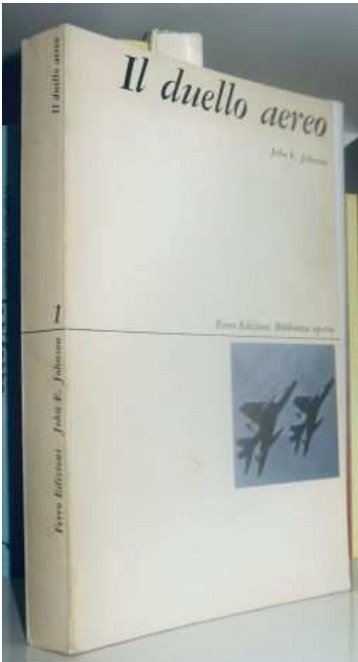 Il duello aereo
John E. Johnson
Ferro Edizioni Biblioteca aperta
Il duello aereo
1
Ferro Edizioni John E. Johnson